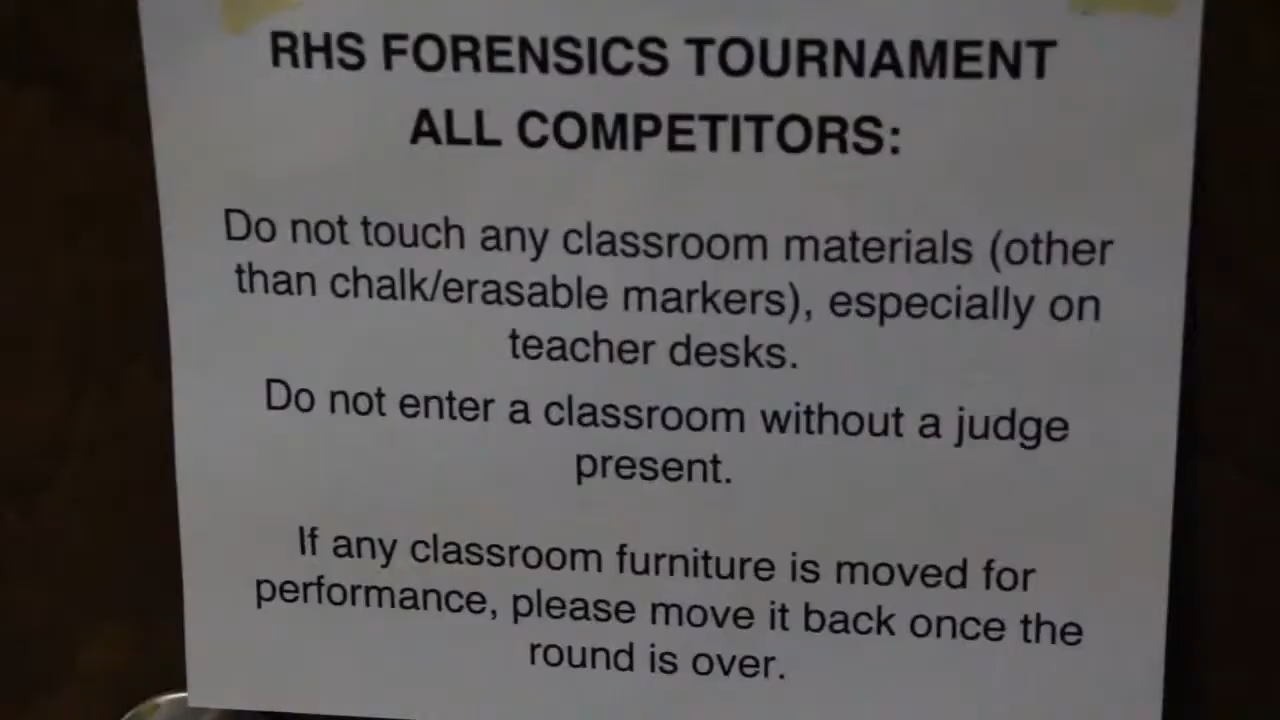 RHS FORENSICS TOURNAMENT
ALL COMPETITORS:
Do not touch any classroom materials (other
than chalk/erasable markers), especially on
teacher desks.
Do not enter a classroom without a judge
present.
If any classroom furniture is moved for
performance, please move it back once the
round is over.